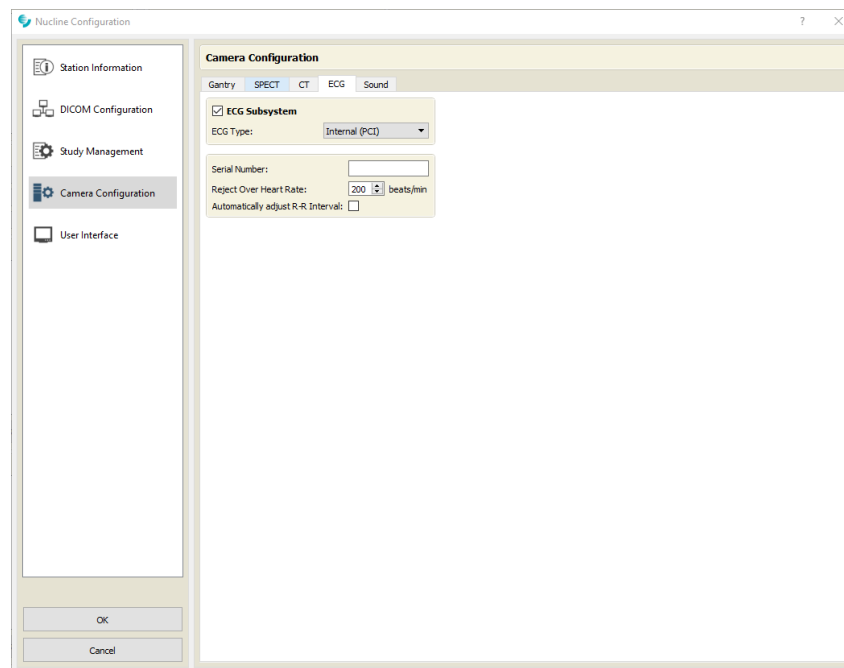 Nucline Configuration
Station Information
DICOM Configuration
Study Management
Camera Configuration
User Interface
OK
Cancel
Camera Configuration
Gantry SPECT CT ECG Sound
ECG Subsystem
ECG Type: Internal (PCI)
Serial Number:
Reject Over Heart Rate: 200 beats/min
Automatically adjust R-R Interval: